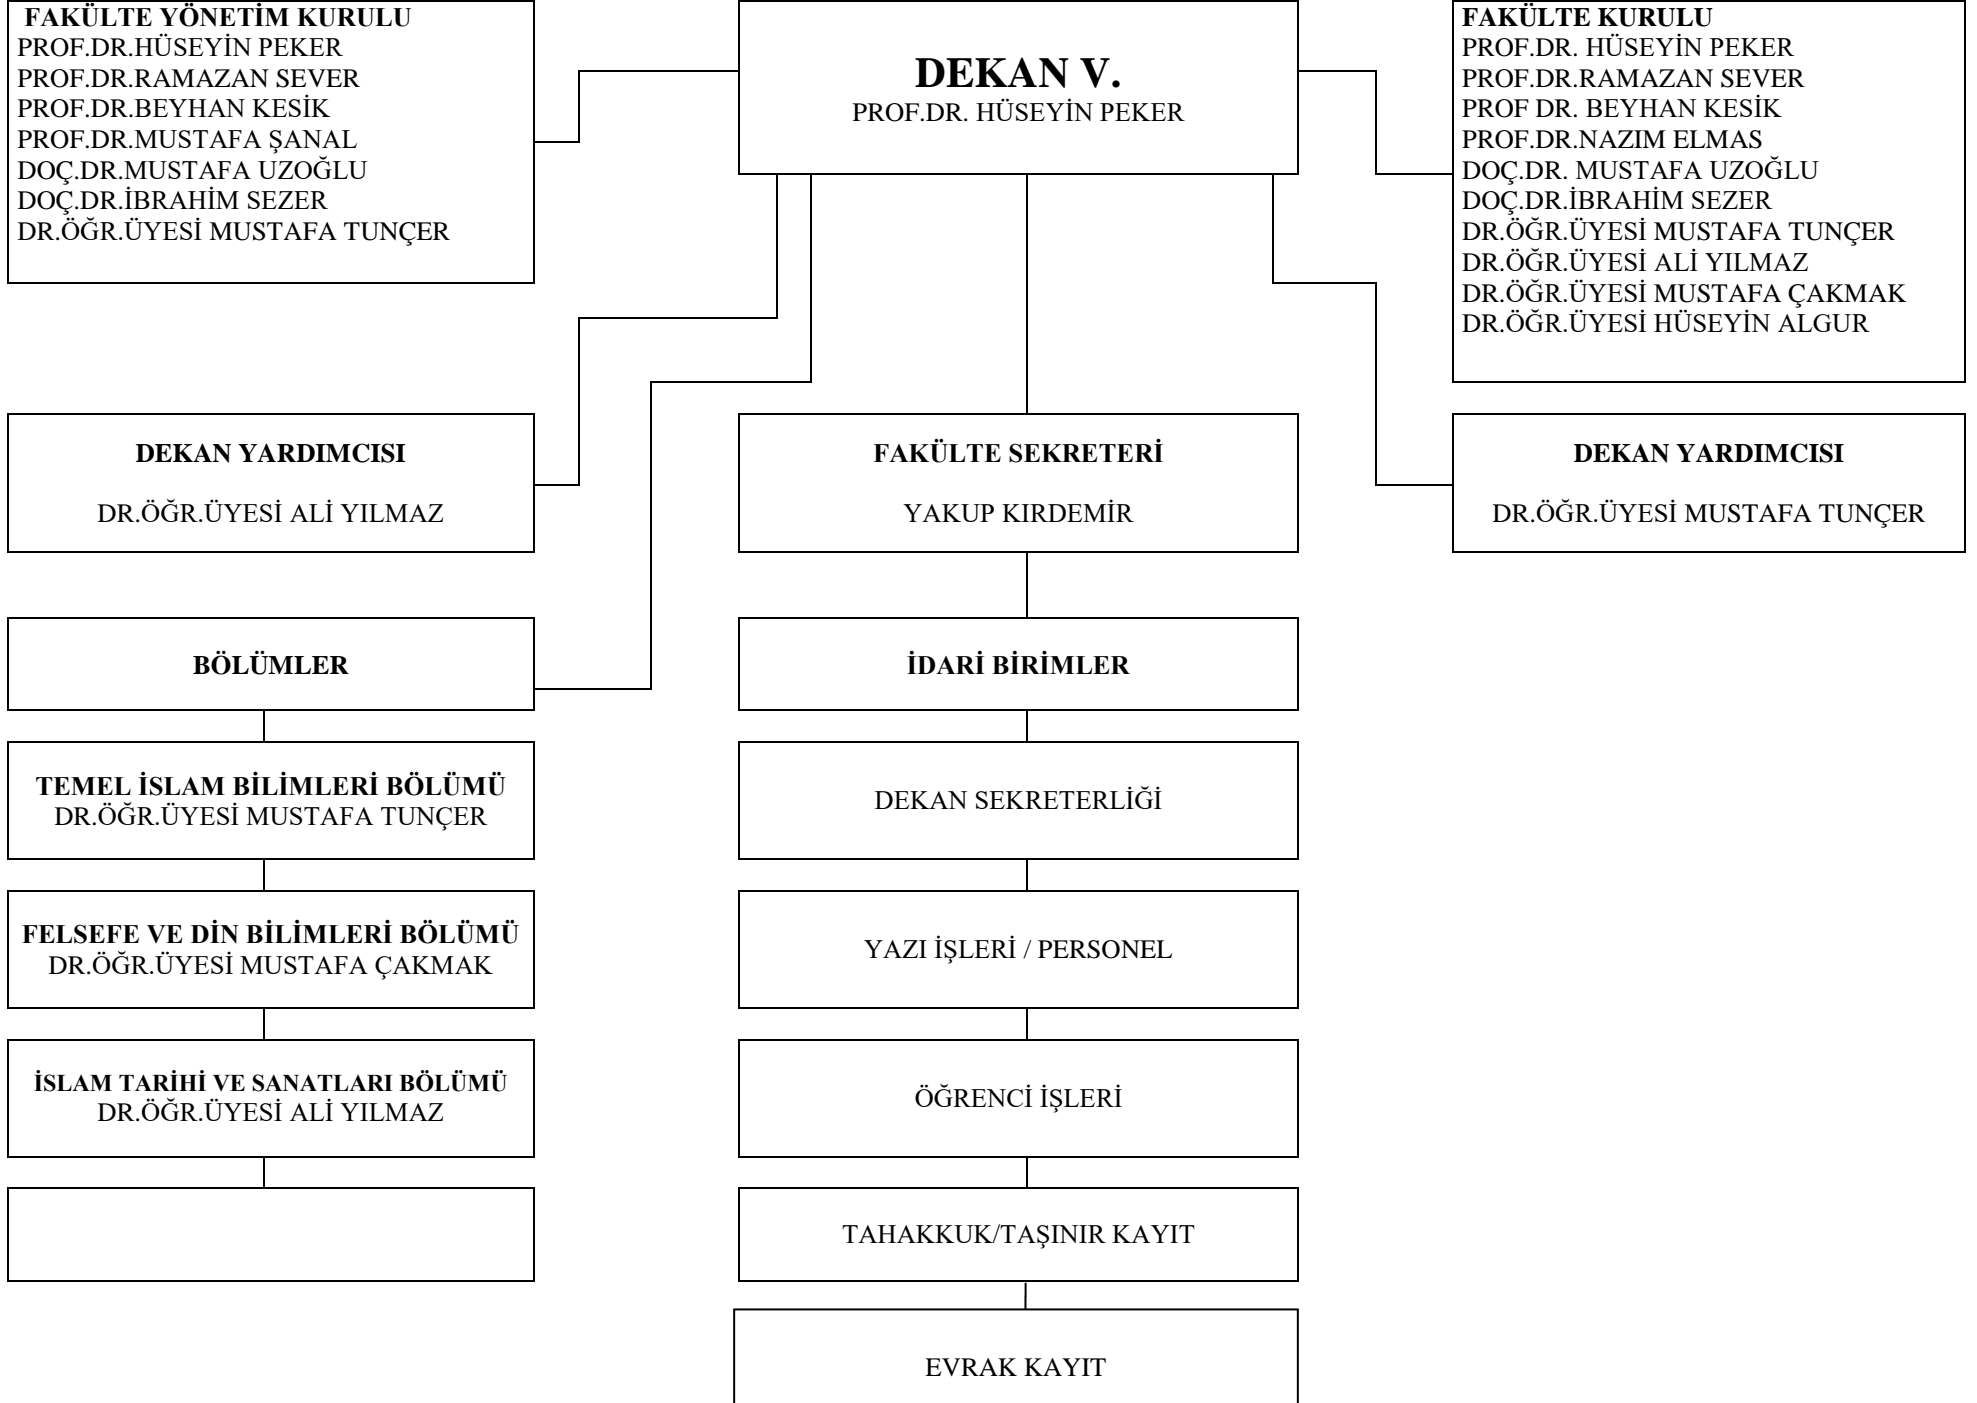 FAKÜLTE YÖNETİM KURULU
PROF.DR.HÜSEYİN PEKER
PROF.DR.RAMAZAN SEVER
PROF.DR.BEYHAN KESİK
PROF.DR.MUSTAFA ŞANAL
DOÇ.DR.MUSTAFA UZOĞLU
DOÇ.DR.İBRAHİM SEZER
DR.ÖĞR.ÜYESİ MUSTAFA TUNÇER
DEKAN V.
PROF.DR. HÜSEYİN PEKER
FAKÜLTE KURULU
PROF.DR. HÜSEYİN PEKER
PROF.DR.RAMAZAN SEVER
PROF DR. BEYHAN KESİK
PROF.DR.NAZIM ELMAS
DOÇ.DR. MUSTAFA UZOĞLU
DOÇ.DR.İBRAHİM SEZER
DR.ÖĞR.ÜYESİ MUSTAFA TUNÇER
DR.ÖĞR.ÜYESİ ALİ YILMAZ
DR.ÖĞR.ÜYESİ MUSTAFA ÇAKMAK
DR.ÖĞR.ÜYESİ HÜSEYİN ALGUR
DEKAN YARDIMCISI
DR.ÖĞR.ÜYESİ ALİ YILMAZ
FAKÜLTE SEKRETERİ
YAKUP KIRDEMİR
DEKAN YARDIMCISI
DR.ÖĞR.ÜYESİ MUSTAFA TUNÇER
BÖLÜMLER
TEMEL İSLAM BİLİMLERİ BÖLÜMÜ
DR.ÖĞR.ÜYESİ MUSTAFA TUNÇER
FELSEFE VE DİN BİLİMLERİ BÖLÜMÜ
DR.ÖĞR.ÜYESİ MUSTAFA ÇAKMAK
İSLAM TARİHİ VE SANATLARI BÖLÜMÜ
DR.ÖĞR.ÜYESİ ALİ YILMAZ
İDARİ BİRİMLER
DEKAN SEKRETERLİĞİ
YAZI İŞLERİ / PERSONEL
ÖĞRENCİ İŞLERİ
TAHAKKUK/TAŞINIR KAYIT
EVRAK KAYIT